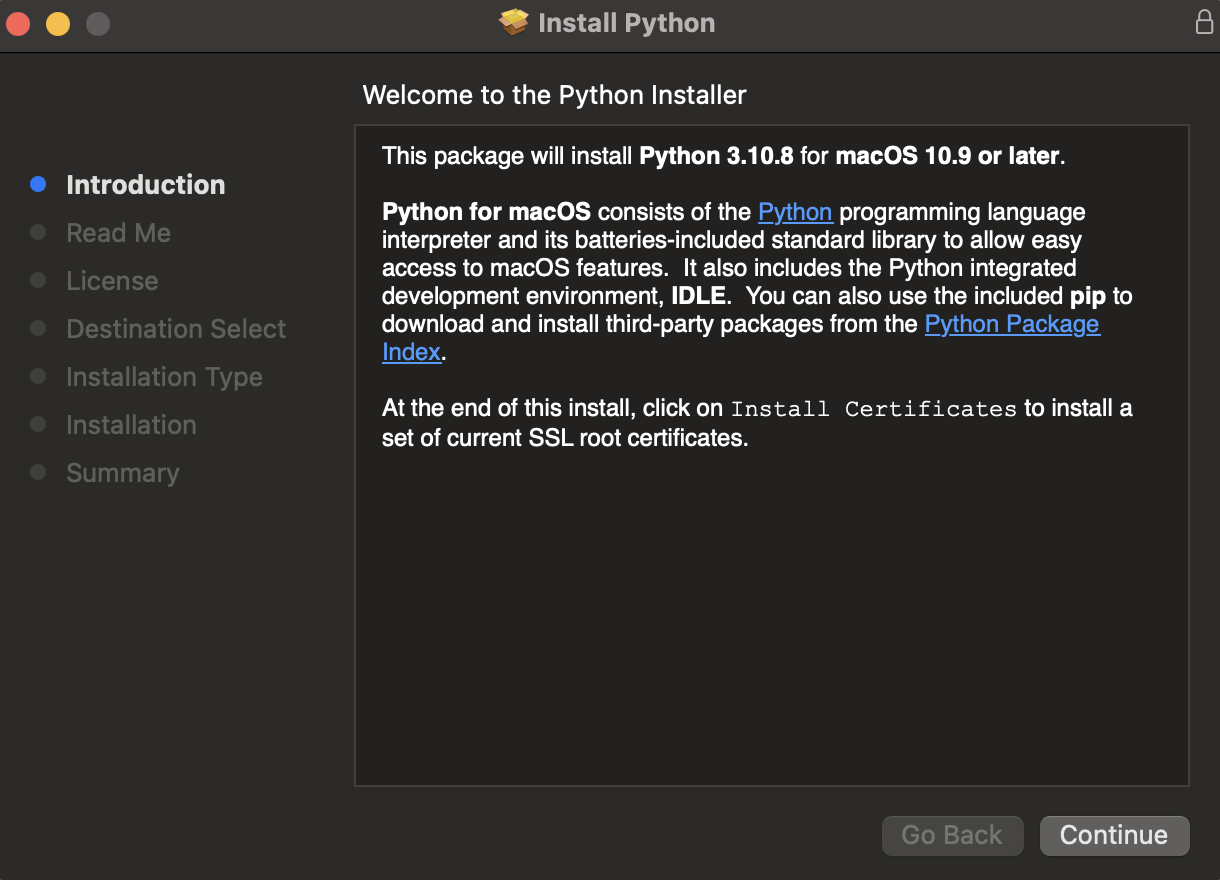 Install Python
Welcome to the Python Installer
Introduction
Read Me
License
Destination Select
Installation Type
Installation
Summary
This package will install Python 3.10.8 for macOS 10.9 or later.
Python for macOS consists of the Python programming language
interpreter and its batteries-included standard library to allow easy
access to macOS features.  It also includes the Python integrated
development environment, IDLE.  You can also use the included pip to
download and install third-party packages from the Python Package
Index.
At the end of this install, click on Install Certificates to install a
set of current SSL root certificates.
Go Back
Continue